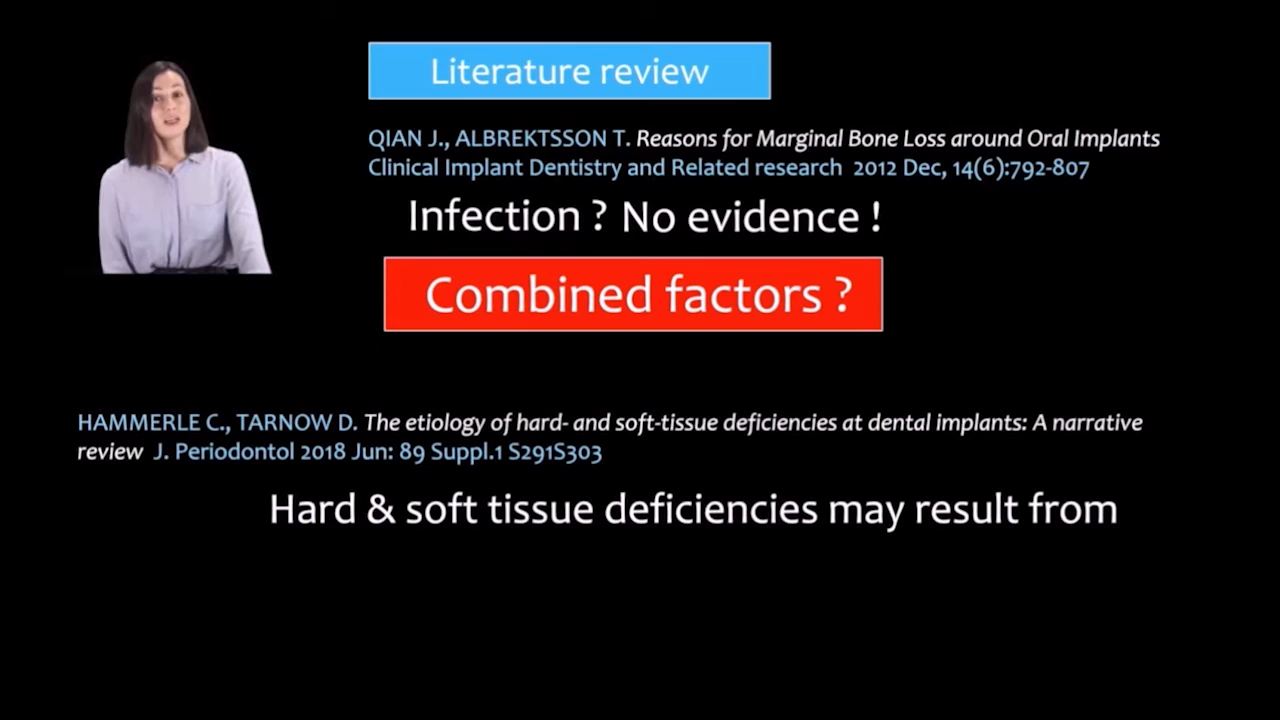 Literature review
QIAN J., ALBREKTSSON T. Reasons for Marginal Bone Loss around Oral Implants
Clinical Implant Dentistry and Related research 2012 Dec, 14(6):792-807
Infection ? No evidence !
Combined factors ?
HAMMERLE C., TARNOW D. The etiology of hard- and soft-tissue deficiencies at dental implants: A narrative
review J. Periodontol 2018 Jun: 89 Suppl.1 S291S303
Hard & soft tissue deficiencies may result from